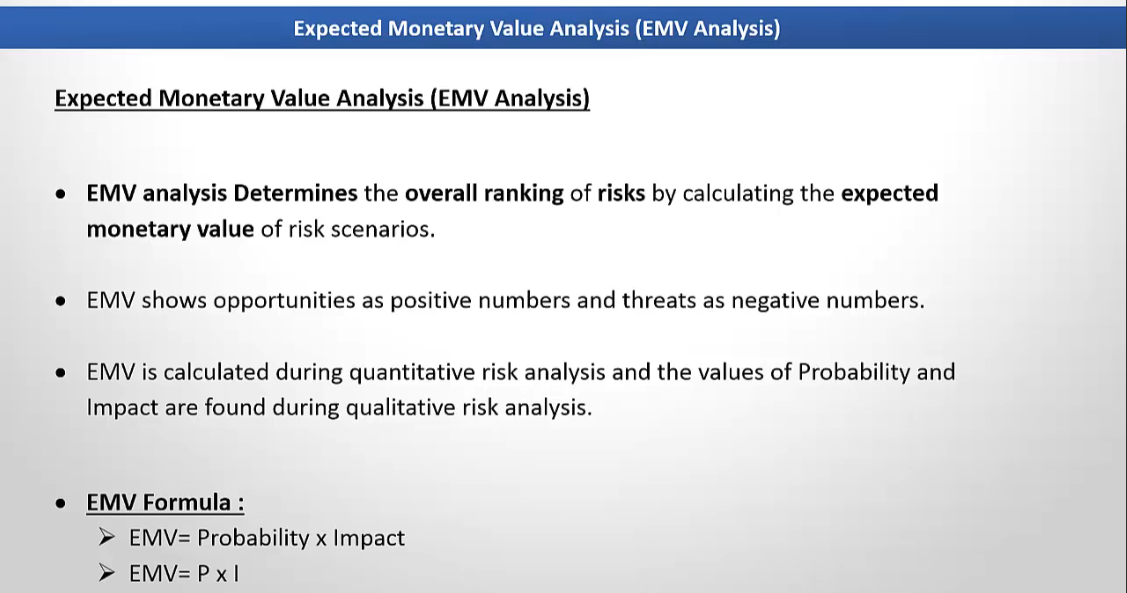 Expected Monetary Value Analysis (EMV Analysis)
Expected Monetary Value Analysis (EMV Analysis)
• EMV analysis Determines the overall ranking of risks by calculating the expected
monetary value of risk scenarios.
• EMV shows opportunities as positive numbers and threats as negative numbers.
• EMV is calculated during quantitative risk analysis and the values of Probability and
Impact are found during qualitative risk analysis.
• EMV Formula :
➢ EMV= Probability x Impact
➢ EMV= P x I